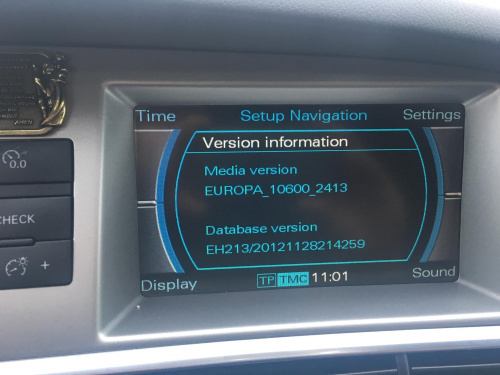 Time
Setup Navigation
Settings
Version information
Media version
EUROPA_10600_2413
Database version
EH213/20121128214259
Display
TP TMC 11:01
Sound
0.0
CHECK
+